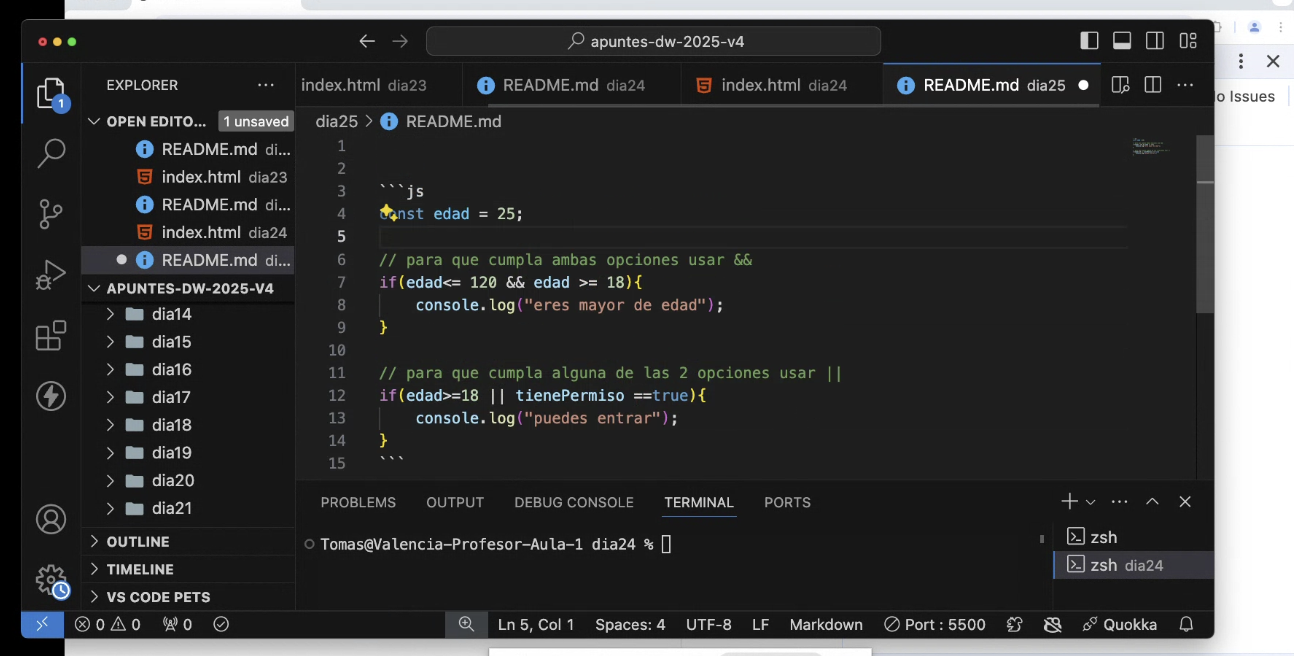 apuntes-dw-2025-v4
EXPLORER
index.html dia23
README.md dia24
index.html dia24
README.md dia25
o Issues
OPEN EDITO... 1 unsaved
README.md di...
index.html dia23
README.md di...
index.html dia24
README.md di...
APUNTES-DW-2025-V4
dia14
dia15
dia16
dia17
dia18
dia19
dia20
dia21
OUTLINE
TIMELINE
VS CODE PETS
1
dia25 > README.md
1
2
3 ```js
4 const edad = 25;
5
6 // para que cumpla ambas opciones usar &&
7 if(edad<= 120 && edad >= 18){
8 console.log("eres mayor de edad");
9 }
10
11 // para que cumpla alguna de las 2 opciones usar ||
12 if(edad>=18 || tienePermiso ==true){
13 console.log("puedes entrar");
14 }
15 ```
PROBLEMS OUTPUT DEBUG CONSOLE TERMINAL PORTS
Tomas@Valencia-Profesor-Aula-1 dia24 %
zsh
zsh dia24
0 0 0 Ln 5, Col 1 Spaces: 4 UTF-8 LF Markdown Port : 5500 Quokka